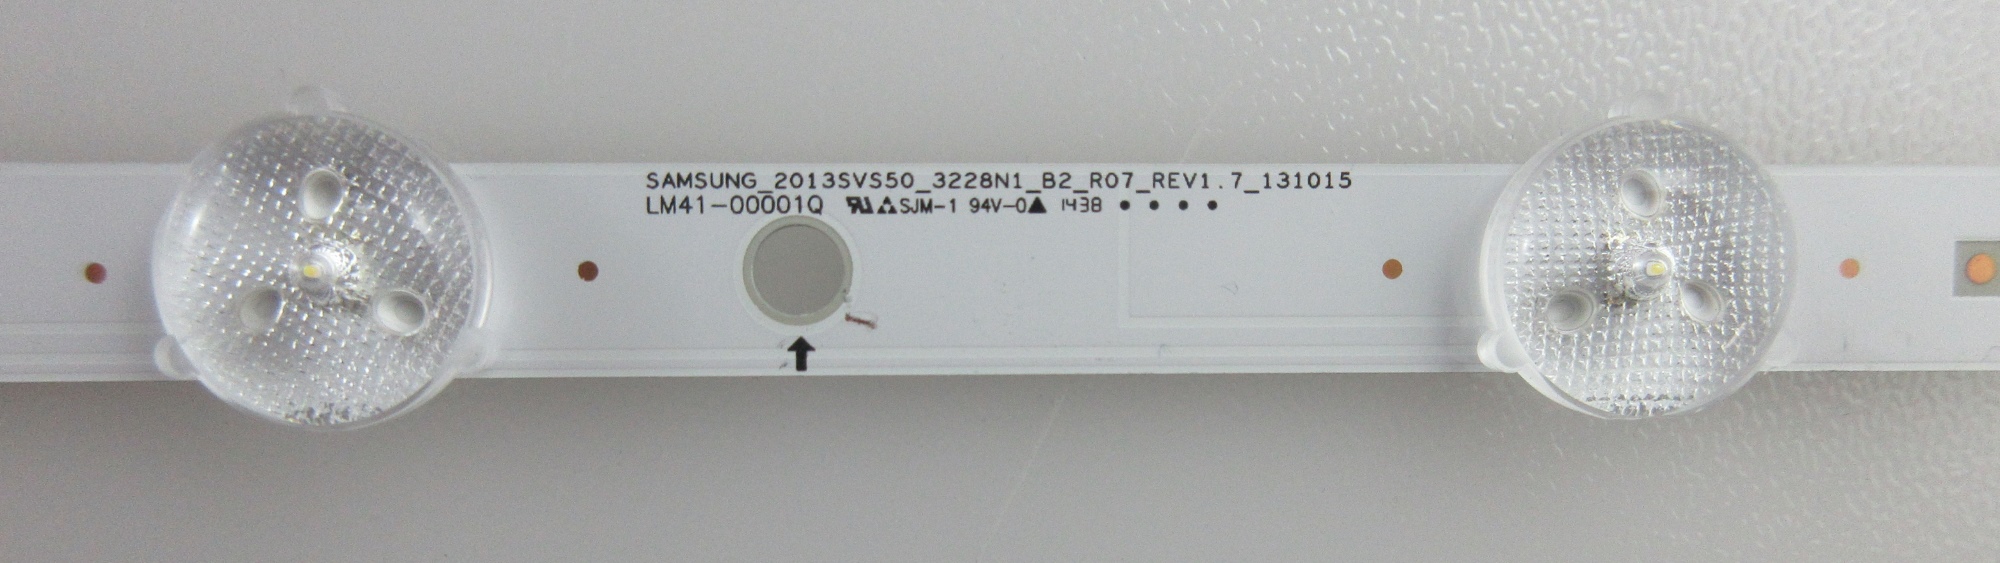 SAMSUNG_2013SVS50_3228N1_B2_R07_REV1.7_131015
LM41-00001Q SJM-1 94V-0 1438